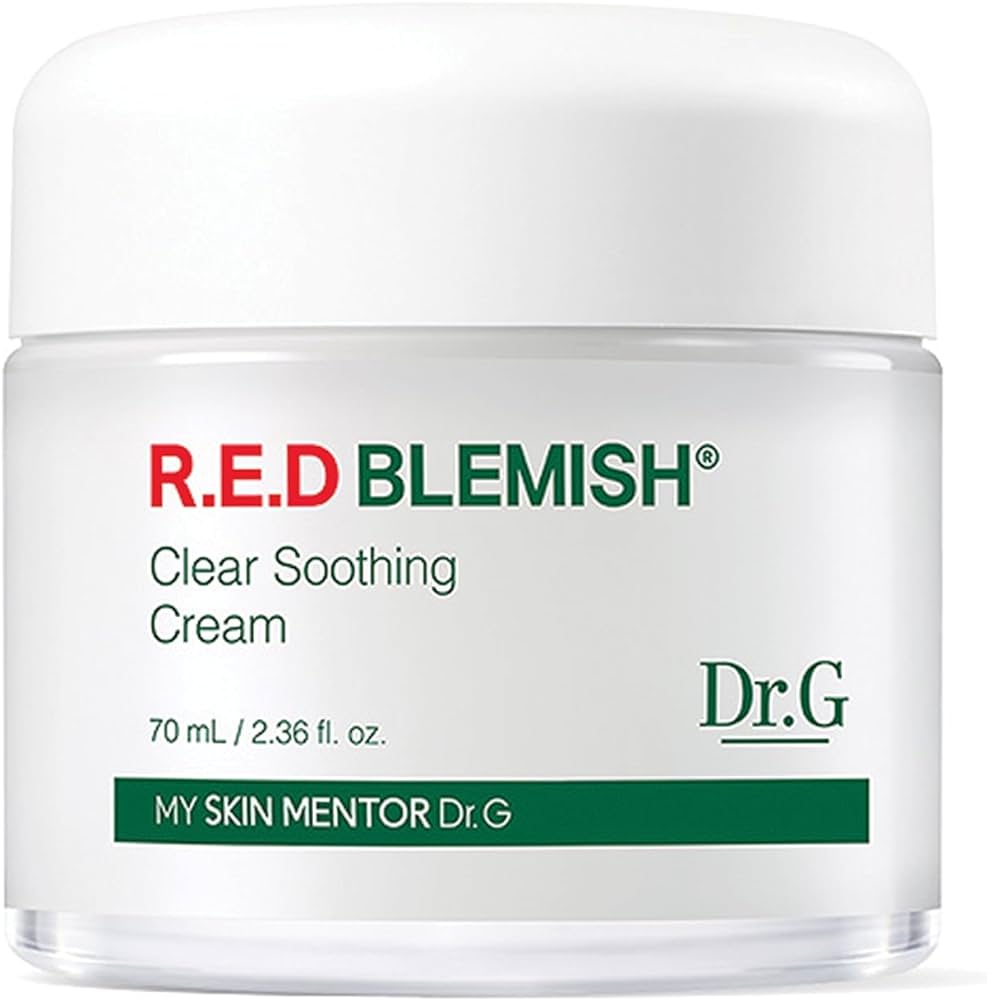 R.E.D BLEMISH®
Clear Soothing
Cream
70 mL / 2.36 fl. oz.
Dr.G
MY SKIN MENTOR Dr.G